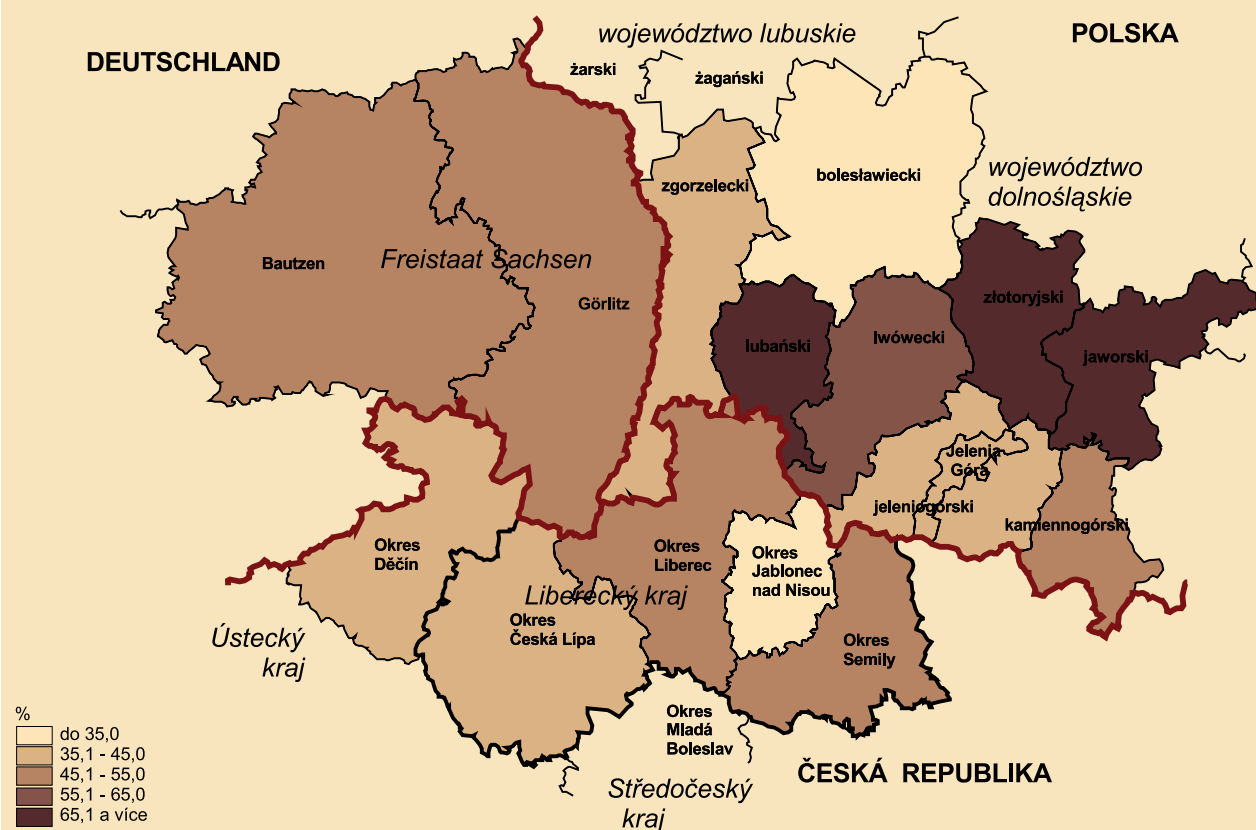 DEUTSCHLAND
województwo lubuskie
POLSKA
żarski
żagański
bolesławiecki
województwo
dolnośląskie
zgorzelecki
Bautzen
Freistaat Sachsen
Görlitz
złotoryjski
lubański
lwówecki
jaworski
Jelenia
Góra
jeleniogórski
kamiennogórski
Okres
Děčín
Okres
Liberec
Okres
Jablonec
nad Nisou
Liberecký kraj
Okres
Česká Lípa
Ústecký
kraj
Okres
Semily
Okres
Mladá
Boleslav
Středočeský
kraj
ČESKÁ REPUBLIKA
%
do 35,0
35,1 - 45,0
45,1 - 55,0
55,1 - 65,0
65,1 a více